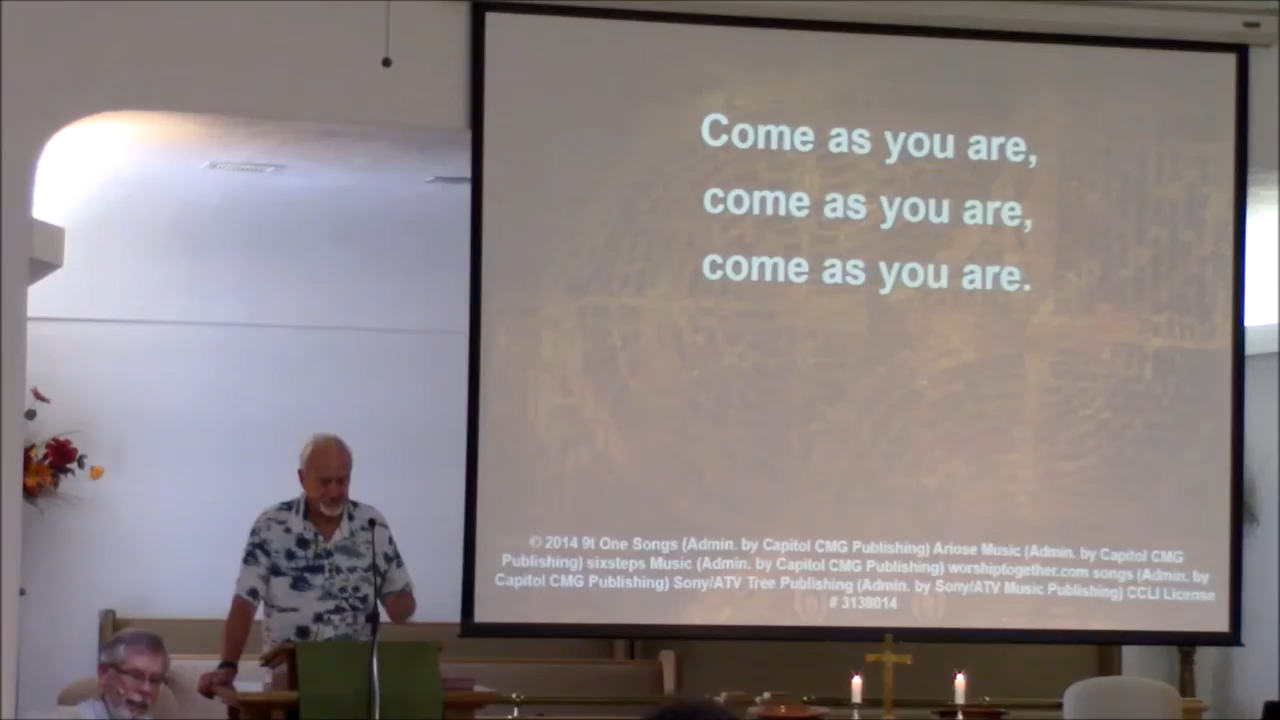 Come as you are,
come as you are,
come as you are.
© 2014 9t One Songs (Admin. by Capitol CMG Publishing) Ariose Music (Admin. by Capitol CMG
Publishing) sixsteps Music (Admin. by Capitol CMG Publishing) worshiptogether.com songs (Admin. by
Capitol CMG Publishing) Sony/ATV Tree Publishing (Admin. by Sony/ATV Music Publishing) CCLI License
# 3138014